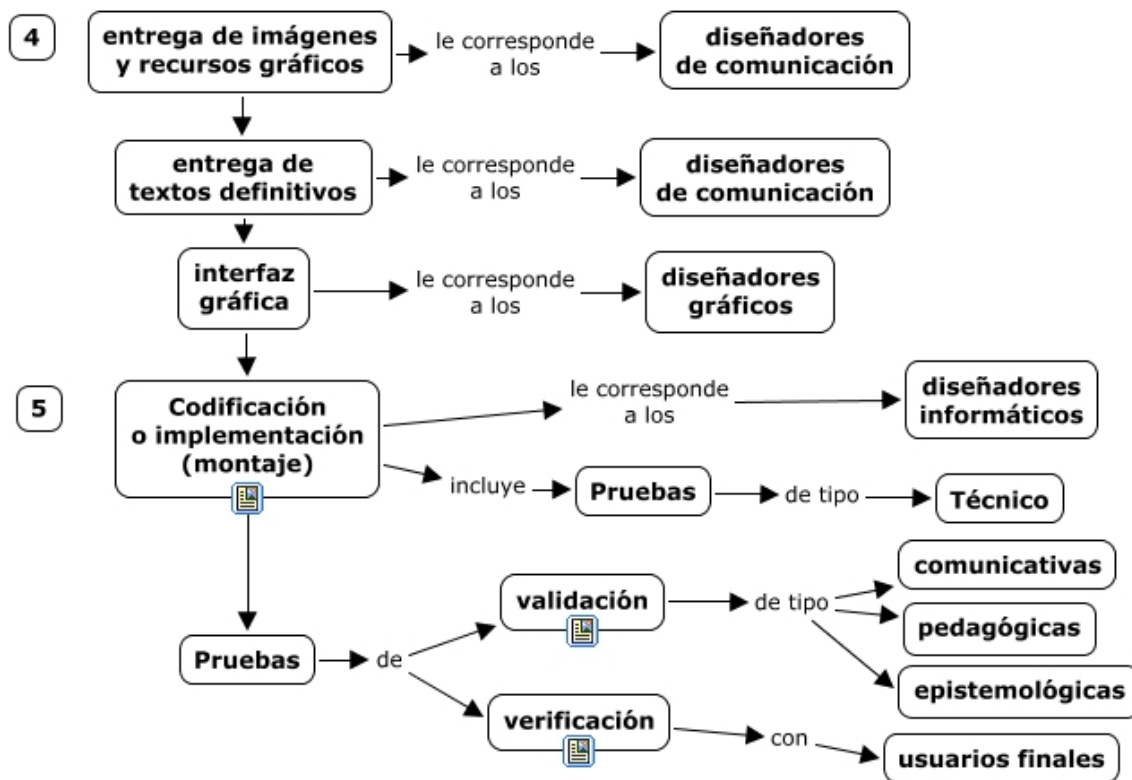 4
entrega de imágenes
y recursos gráficos
le corresponde
a los
diseñadores
de comunicación
entrega de
textos definitivos
le corresponde
a los
diseñadores
de comunicación
interfaz
gráfica
le corresponde
a los
diseñadores
gráficos
5
Codificación
o implementación
(montaje)
le corresponde
a los
diseñadores
informáticos
incluye
Pruebas
de tipo
Técnico
Pruebas
de
validación
de tipo
comunicativas
pedagógicas
epistemológicas
verificación
con
usuarios finales